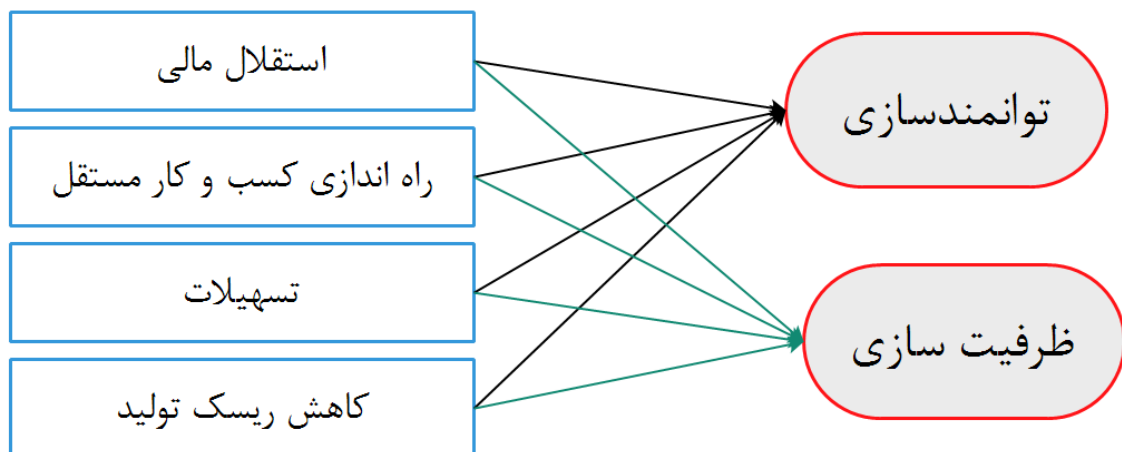 استقلال مالی
راه اندازی کسب و کار مستقل
تسهیلات
کاهش ریسک تولید
توانمندسازی
ظرفیت سازی